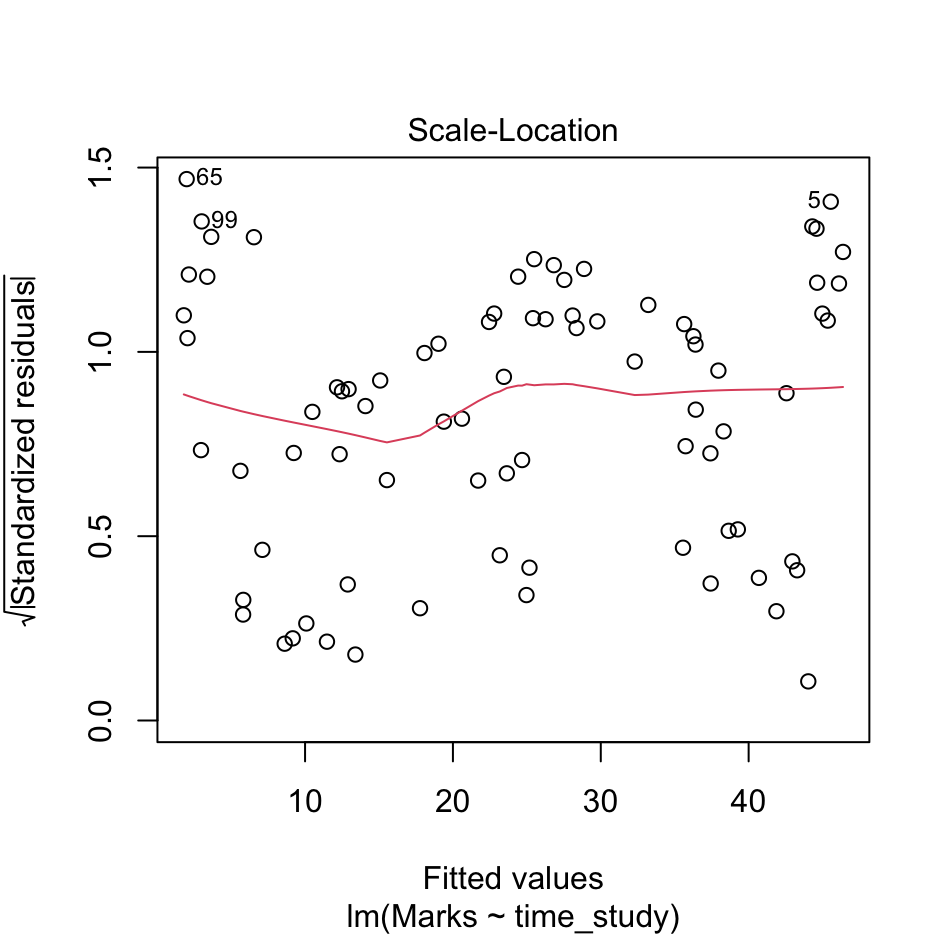 Scale-Location
√|Standardized residuals|
0.0 0.5 1.0 1.5
65
99
5
10 20 30 40
Fitted values
lm(Marks ~ time_study)